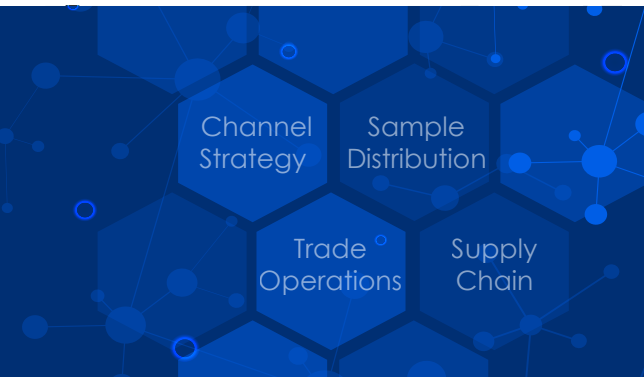 Channel
Strategy
Sample
Distribution
Trade
Operations
Supply
Chain